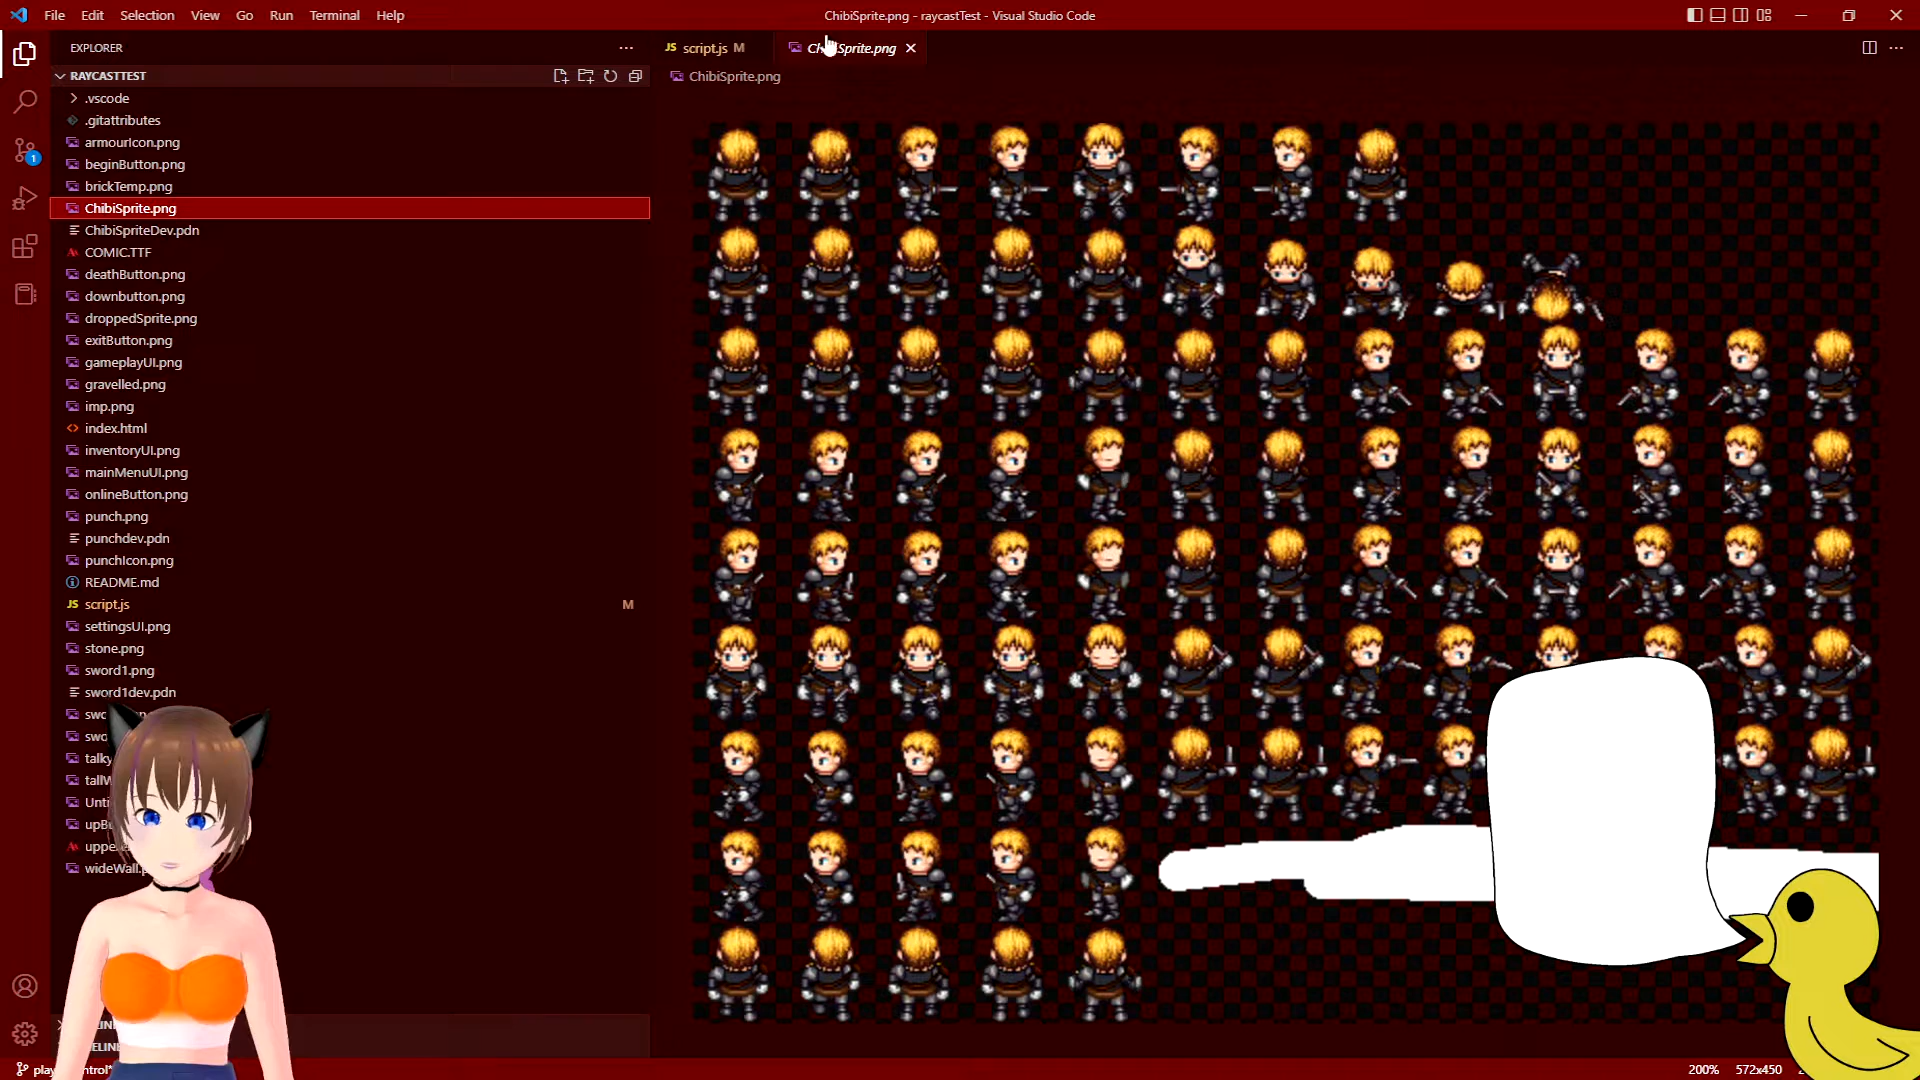 File Edit Selection View Go Run Terminal Help
ChibiSprite.png - raycastTest - Visual Studio Code
EXPLORER
JS script.js M
ChibiSprite.png
RAYCASTTEST
ChibiSprite.png
.vscode
.gitattributes
armourIcon.png
beginButton.png
brickTemp.png
ChibiSprite.png
ChibiSpriteDev.pdn
COMIC.TTF
deathButton.png
downbutton.png
droppedSprite.png
exitButton.png
gameplayUI.png
gravelled.png
imp.png
index.html
inventoryUI.png
mainMenuUI.png
onlineButton.png
punch.png
punchdev.pdn
punchIcon.png
README.md
JS script.js M
settingsUI.png
stone.png
sword1.png
sword1dev.pdn
1
200% 572x450